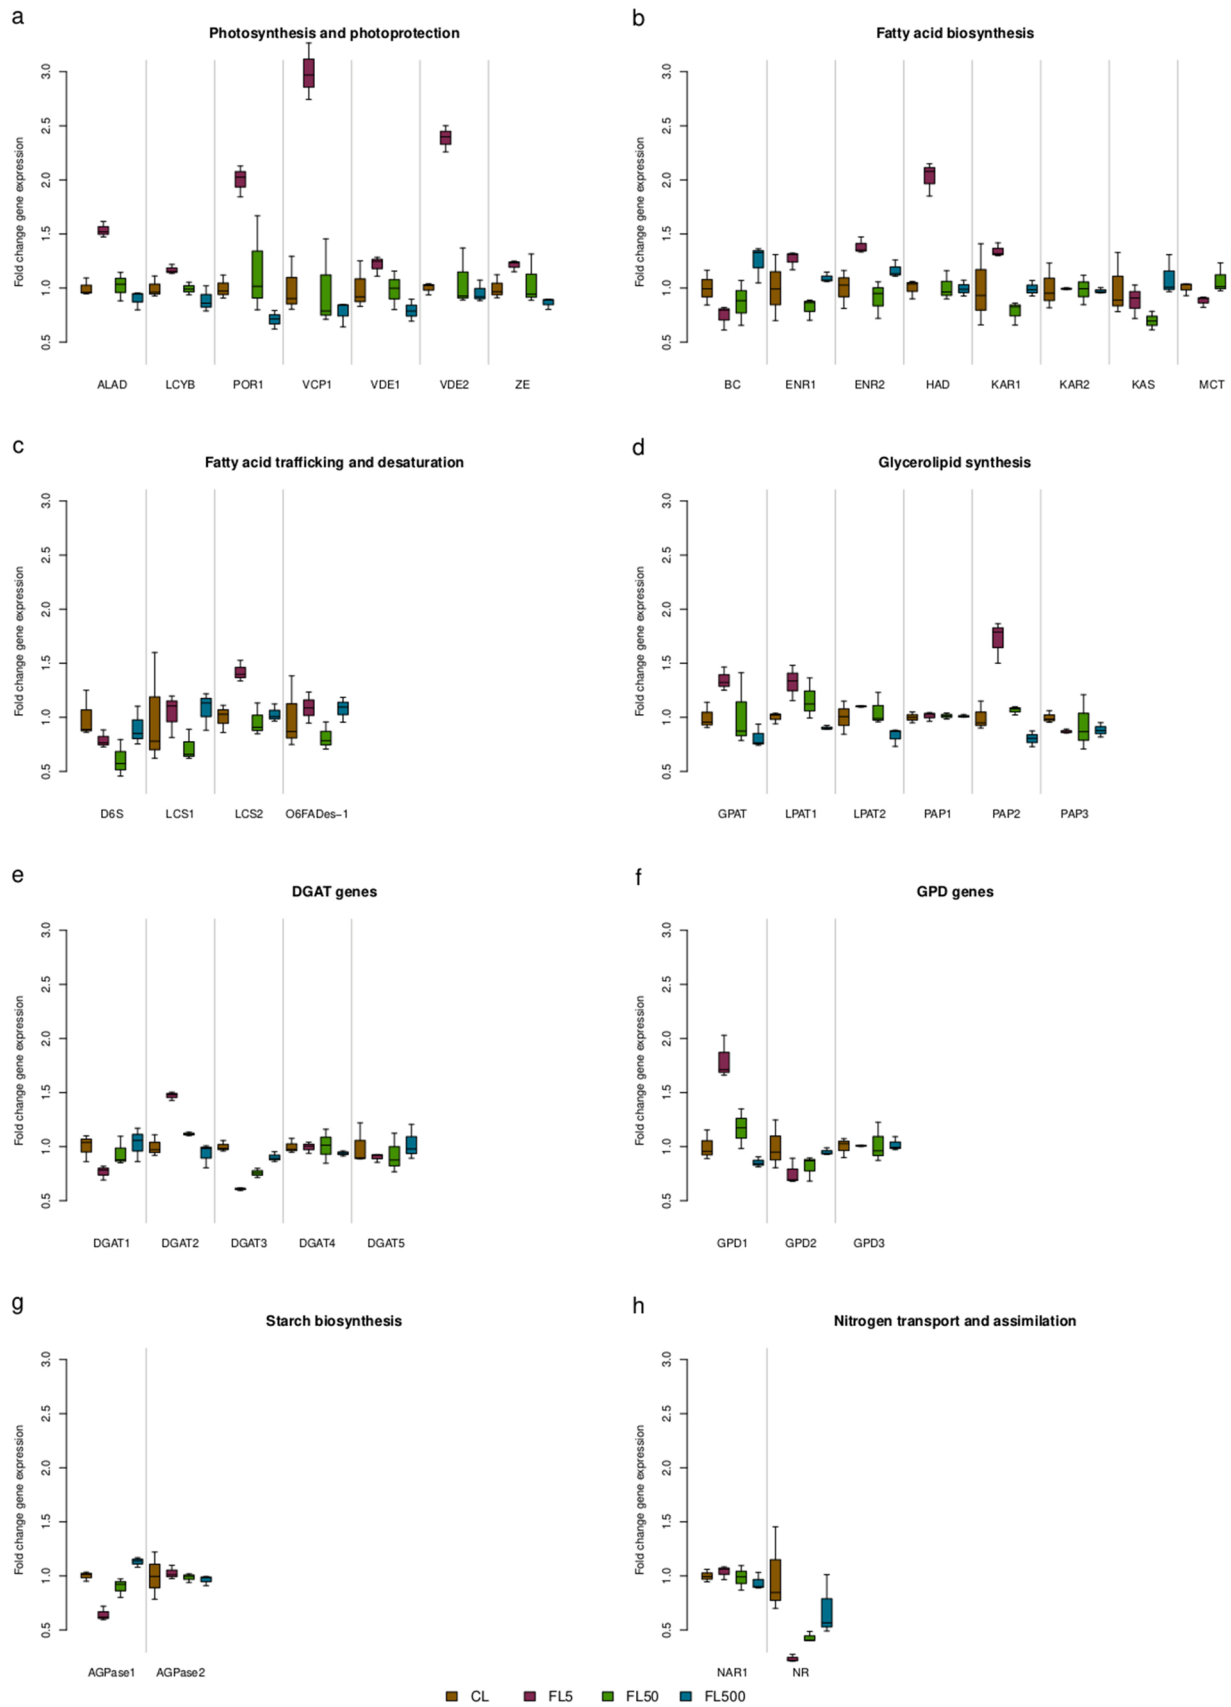 a
Photosynthesis and photoprotection
Fold change gene expression
3.0
2.5
2.0
1.5
1.0
0.5
ALAD LCYB POR1 VCP1 VDE1 VDE2 ZE
b
Fatty acid biosynthesis
Fold change gene expression
3.0
2.5
2.0
1.5
1.0
0.5
BC ENR1 ENR2 HAD KAR1 KAR2 KAS MCT
c
Fatty acid trafficking and desaturation
Fold change gene expression
3.0
2.5
2.0
1.5
1.0
0.5
D6S LCS1 LCS2 O6FADes−1
d
Glycerolipid synthesis
Fold change gene expression
3.0
2.5
2.0
1.5
1.0
0.5
GPAT LPAT1 LPAT2 PAP1 PAP2 PAP3
e
DGAT genes
Fold change gene expression
3.0
2.5
2.0
1.5
1.0
0.5
DGAT1 DGAT2 DGAT3 DGAT4 DGAT5
f
GPD genes
Fold change gene expression
3.0
2.5
2.0
1.5
1.0
0.5
GPD1 GPD2 GPD3
g
Starch biosynthesis
Fold change gene expression
3.0
2.5
2.0
1.5
1.0
0.5
AGPase1 AGPase2
h
Nitrogen transport and assimilation
Fold change gene expression
3.0
2.5
2.0
1.5
1.0
0.5
NAR1 NR
CL FL5 FL50 FL500